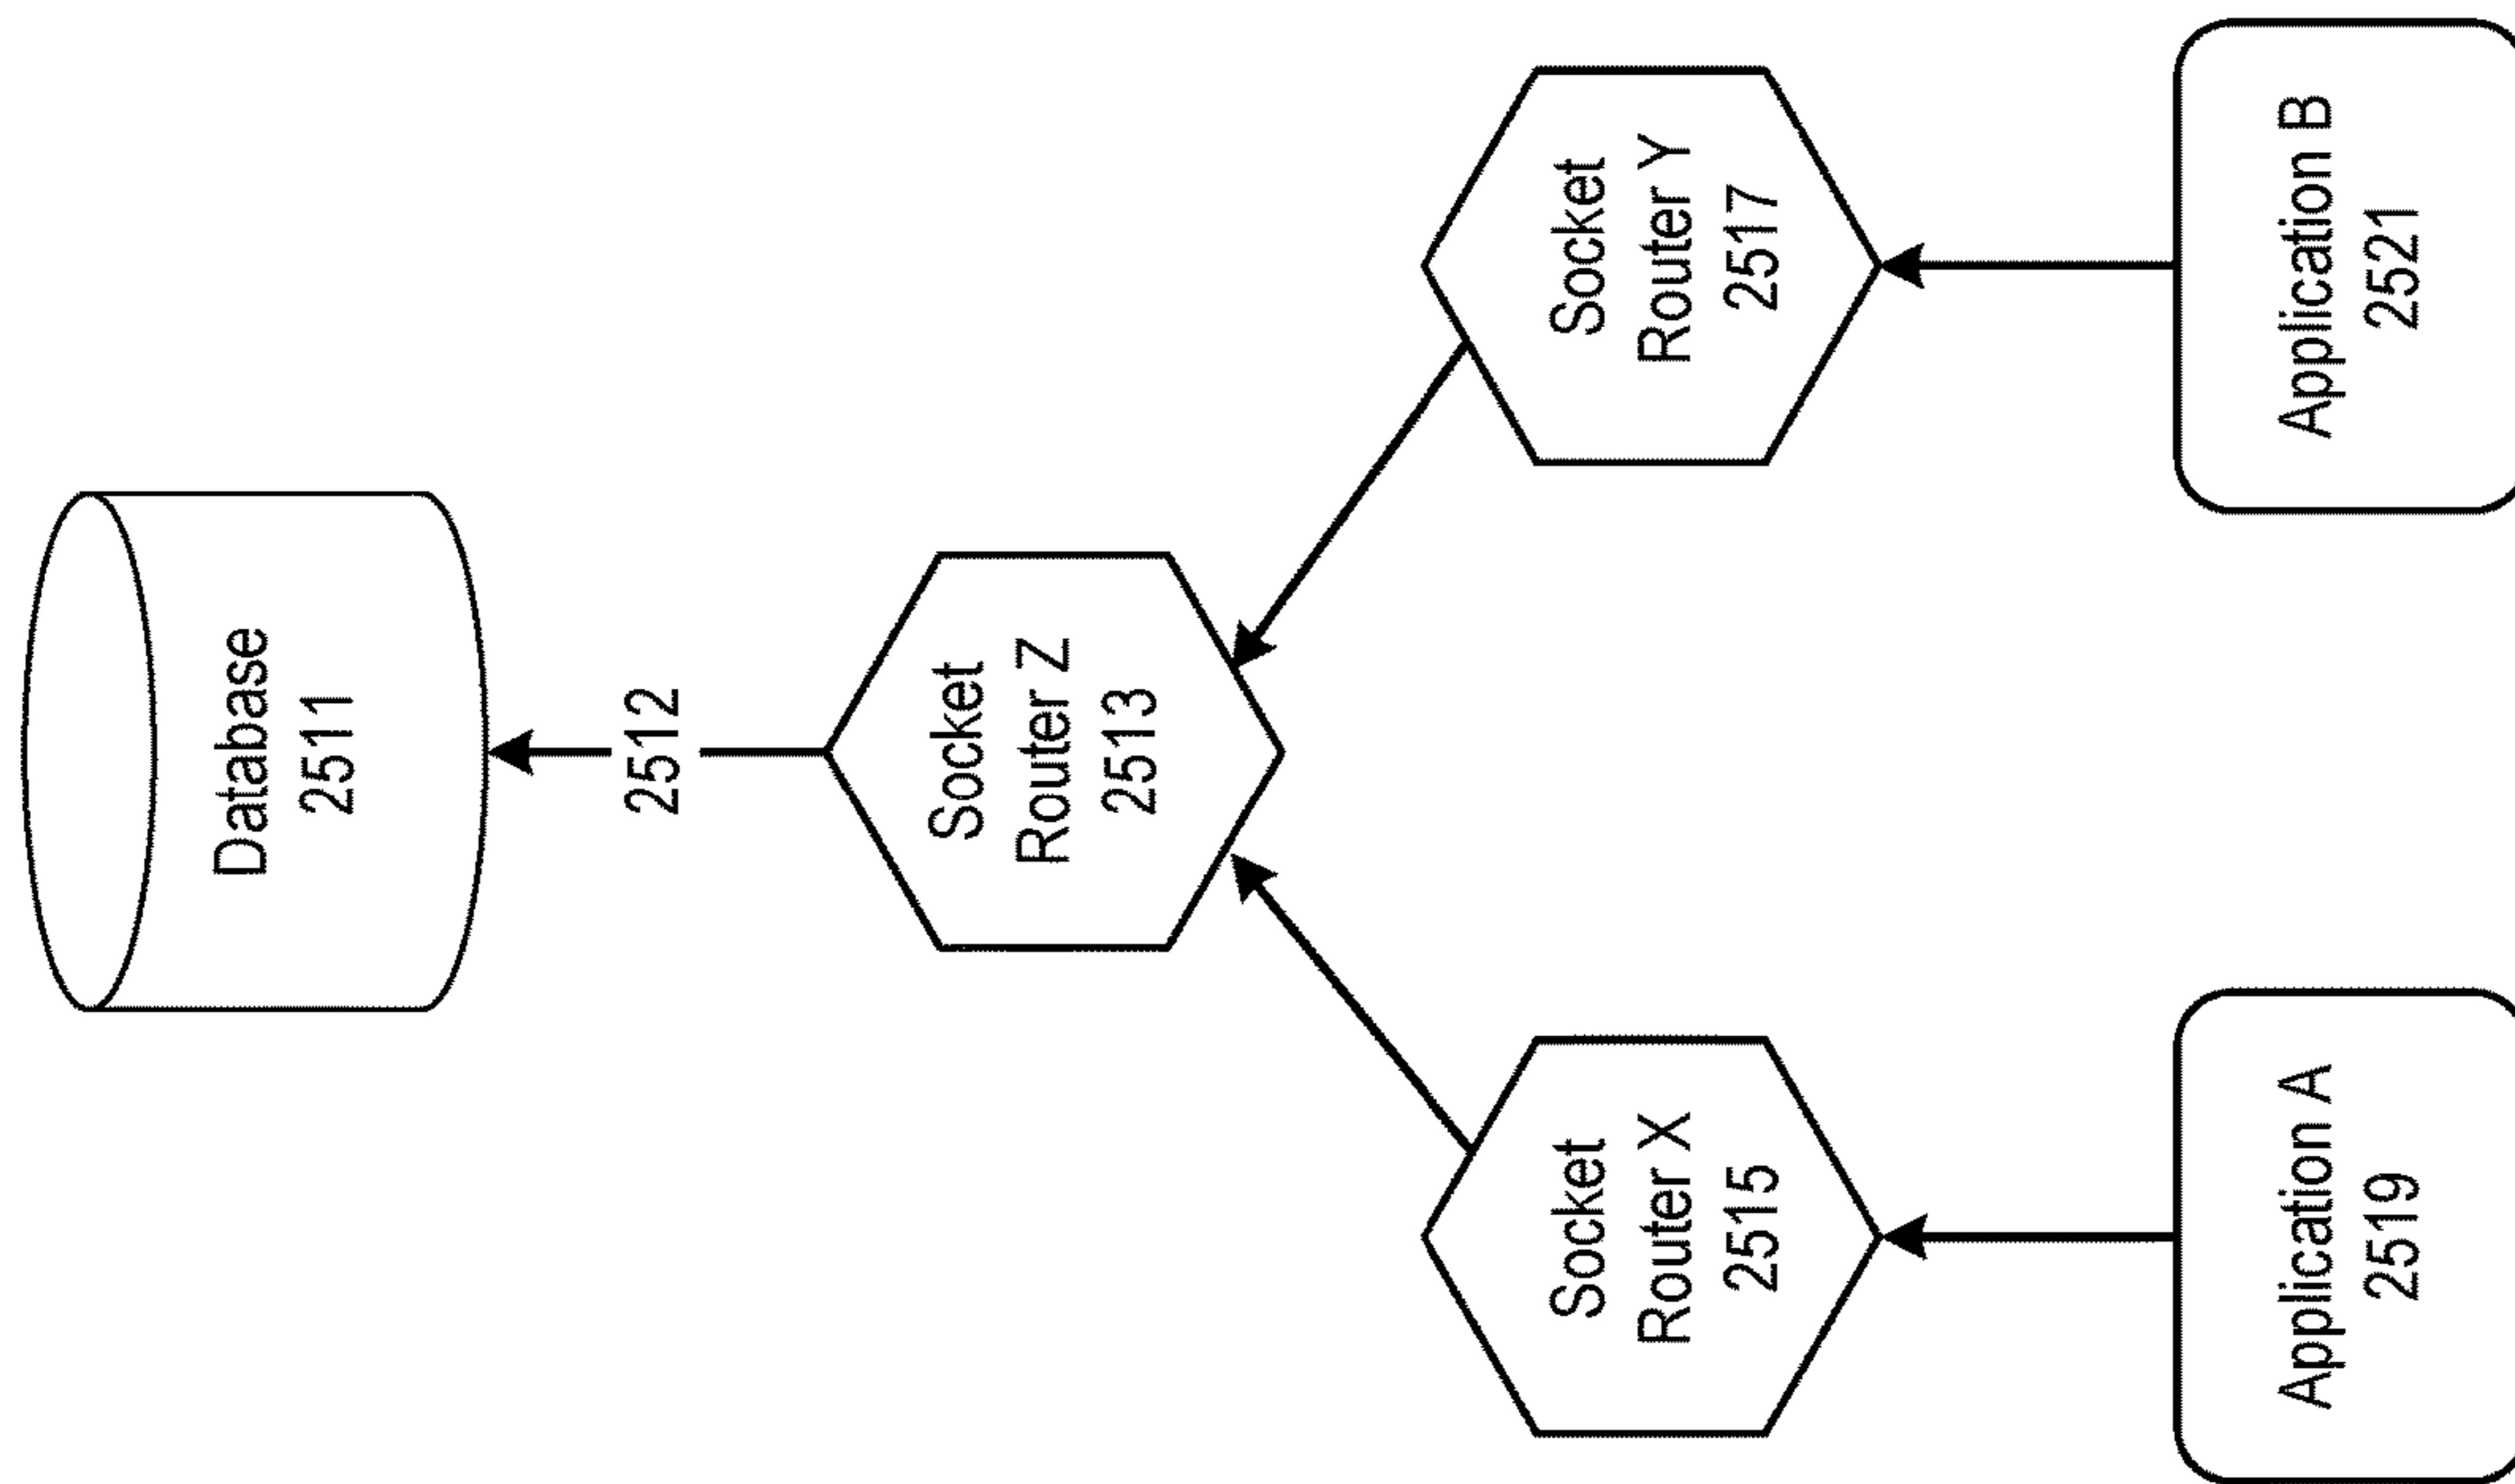 Database
2511
2512
Socket
Router Z
2513
Socket
Router X
2515
Socket
Router Y
2517
Application A
2519
Application B
2521